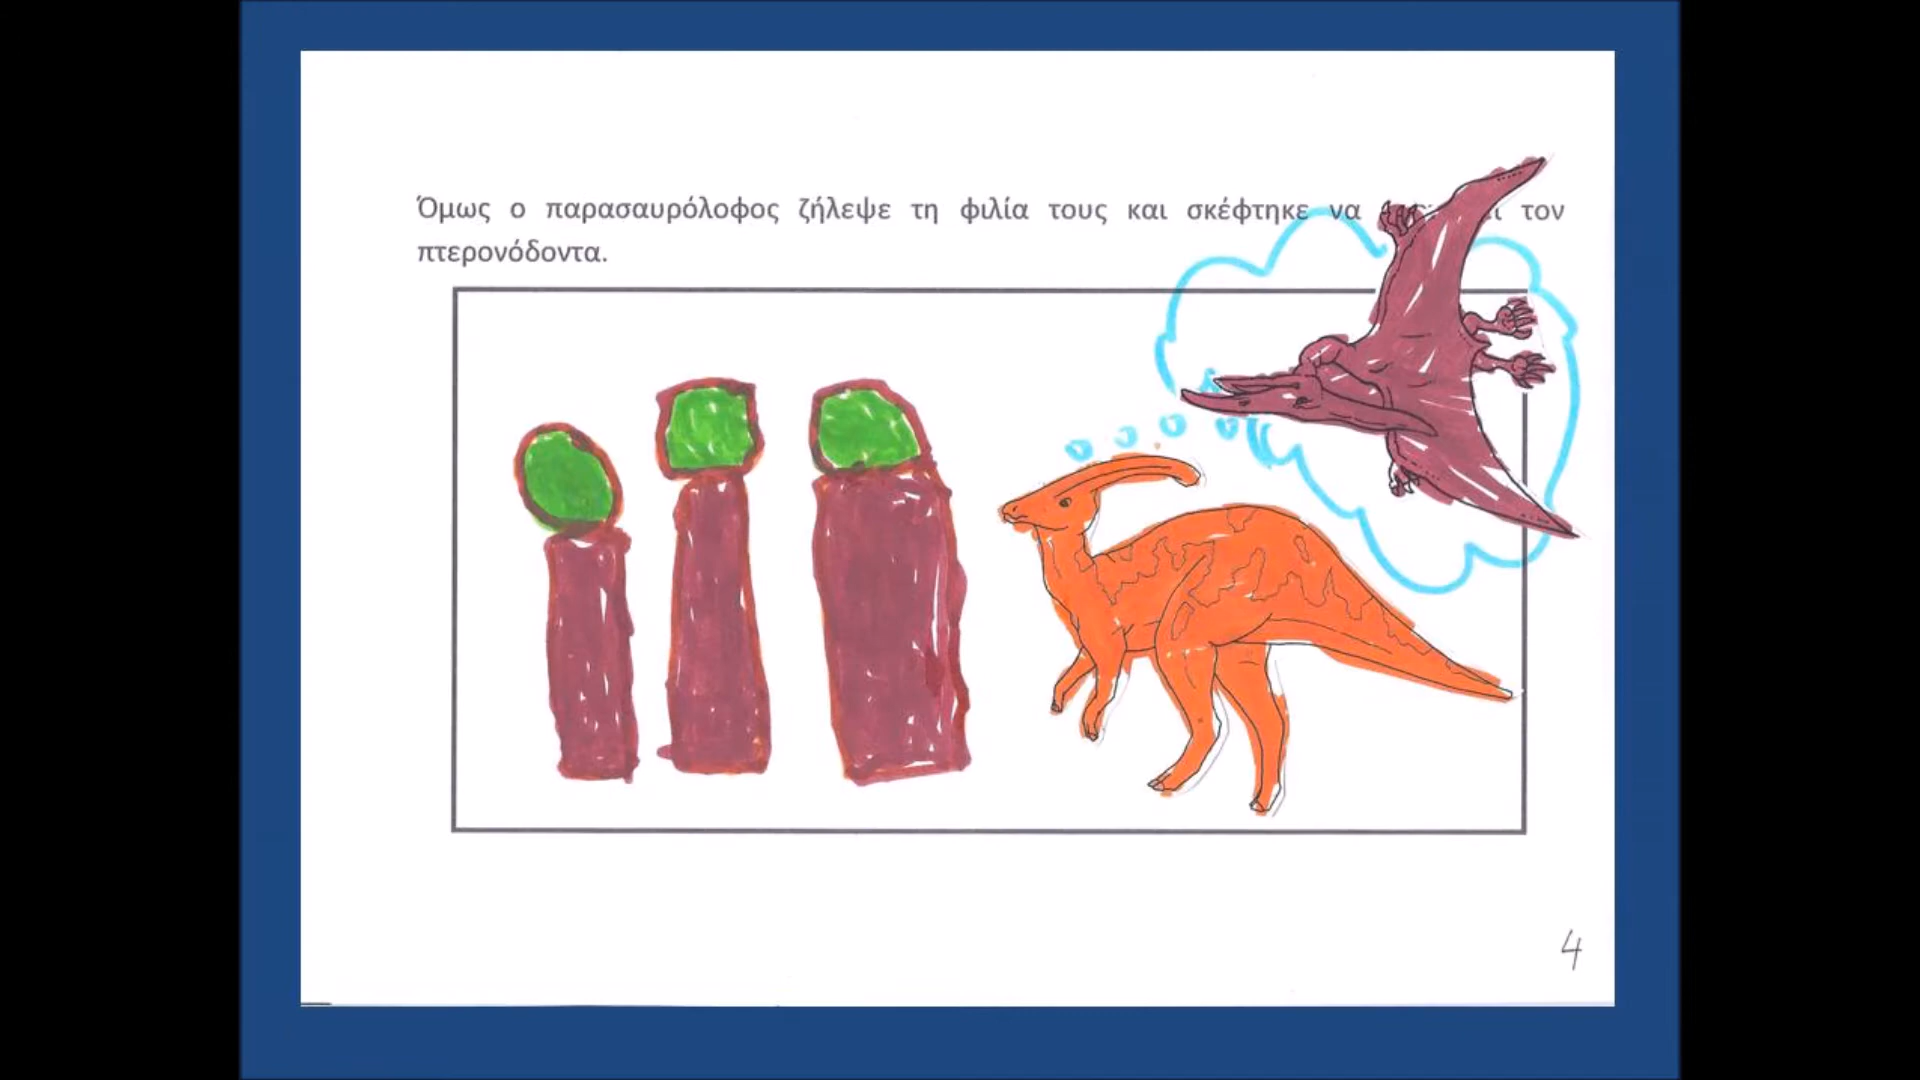 Όμως ο παρασαυρόλοφος ζήλεψε τη φιλία τους και σκέφτηκε να τον
πτερονόδοντα.
4